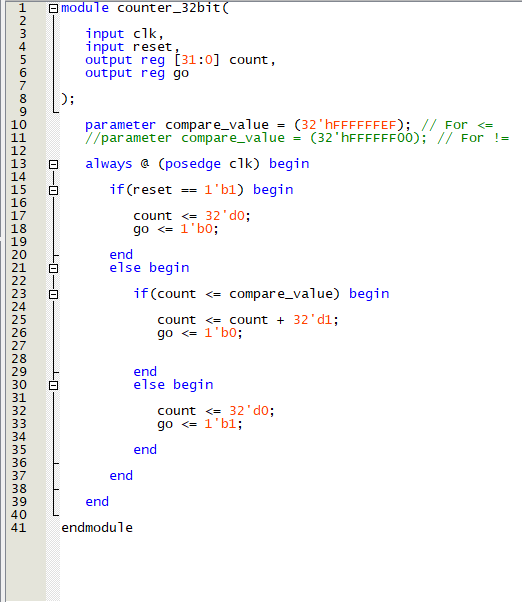 1 module counter_32bit(
2
3 input clk,
4 input reset,
5 output reg [31:0] count,
6 output reg go
7
8 );
9
10 parameter compare_value = (32'hFFFFFFEF); // For <=
11 //parameter compare_value = (32'hFFFFFF00); // For !=
12
13 always @ (posedge clk) begin
14
15 if(reset == 1'b1) begin
16
17 count <= 32'd0;
18 go <= 1'b0;
19
20 end
21 else begin
22
23 if(count <= compare_value) begin
24
25 count <= count + 32'd1;
26 go <= 1'b0;
27
28
29 end
30 else begin
31
32 count <= 32'd0;
33 go <= 1'b1;
34
35 end
36
37 end
38
39 end
40
41 endmodule